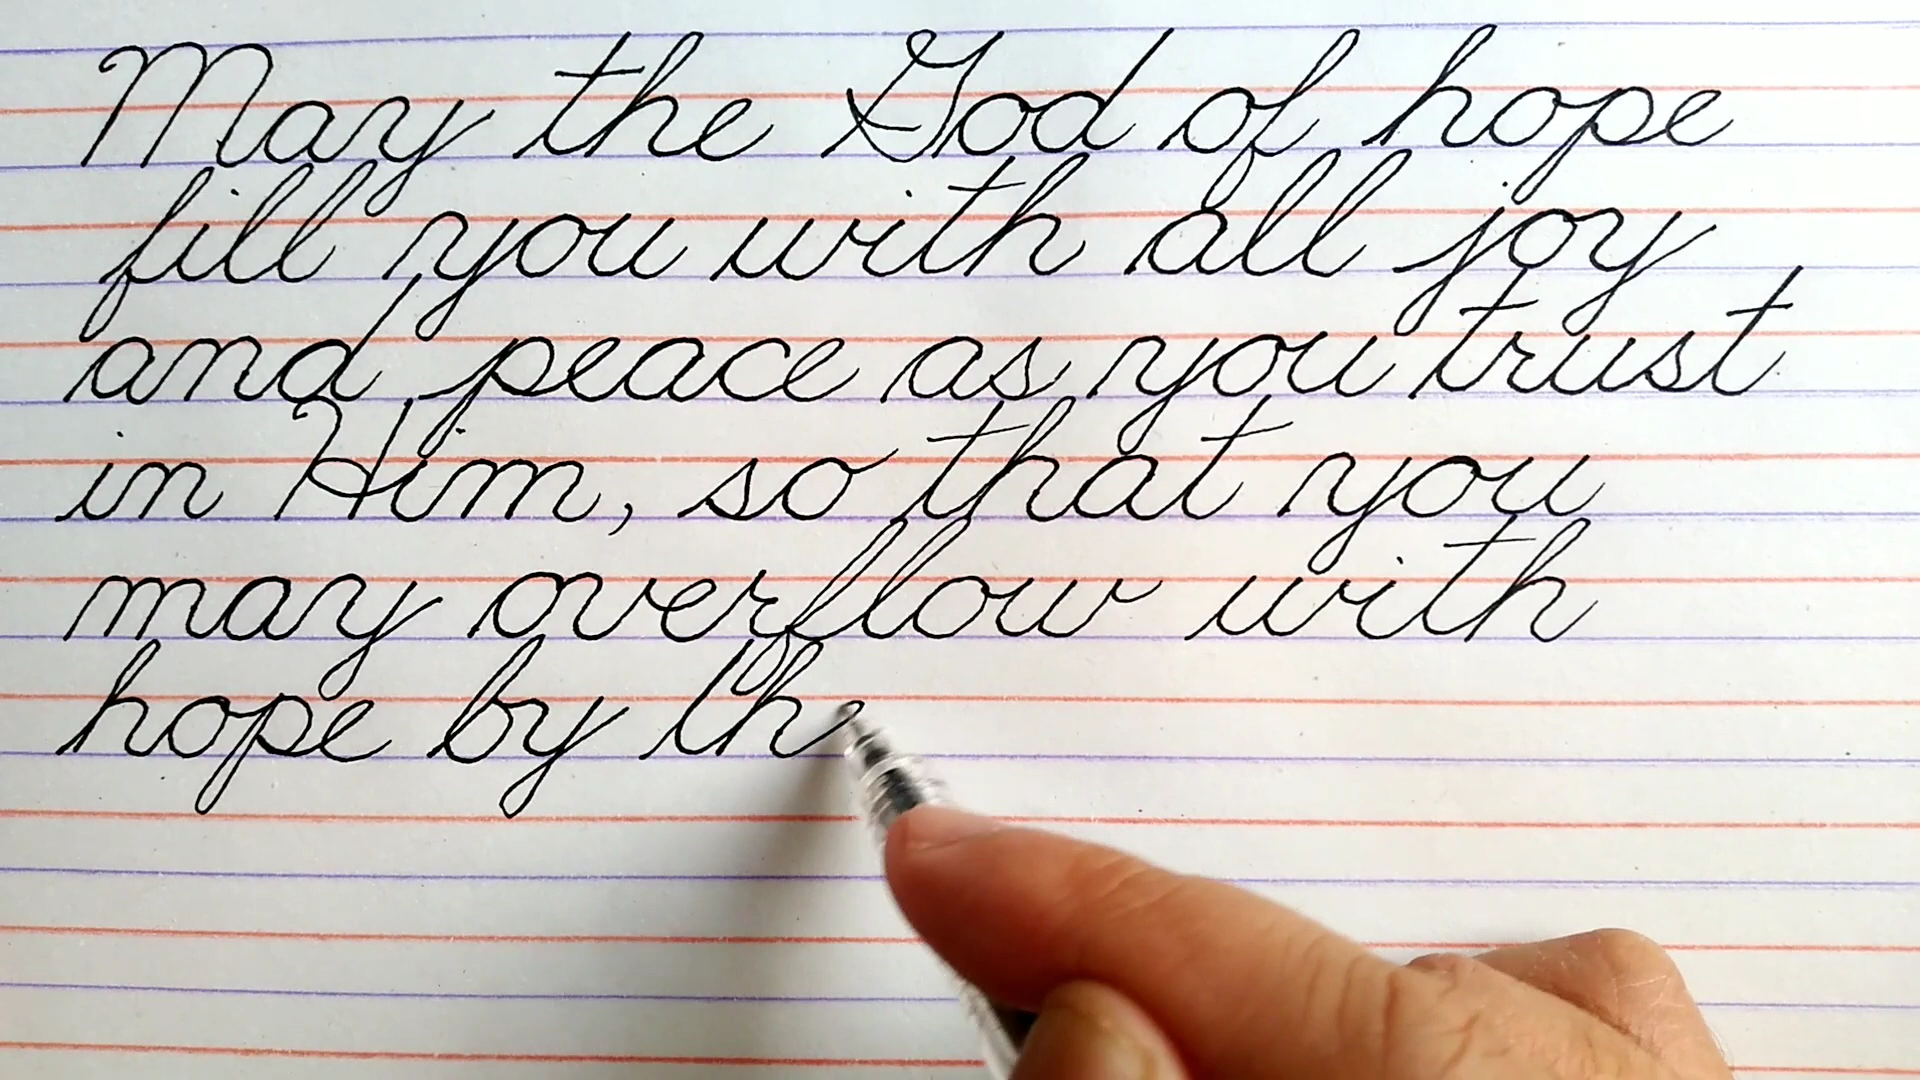 May the God of hope
fill you with all joy
and peace as you trust
in Him, so that you
may overflow with
hope by the